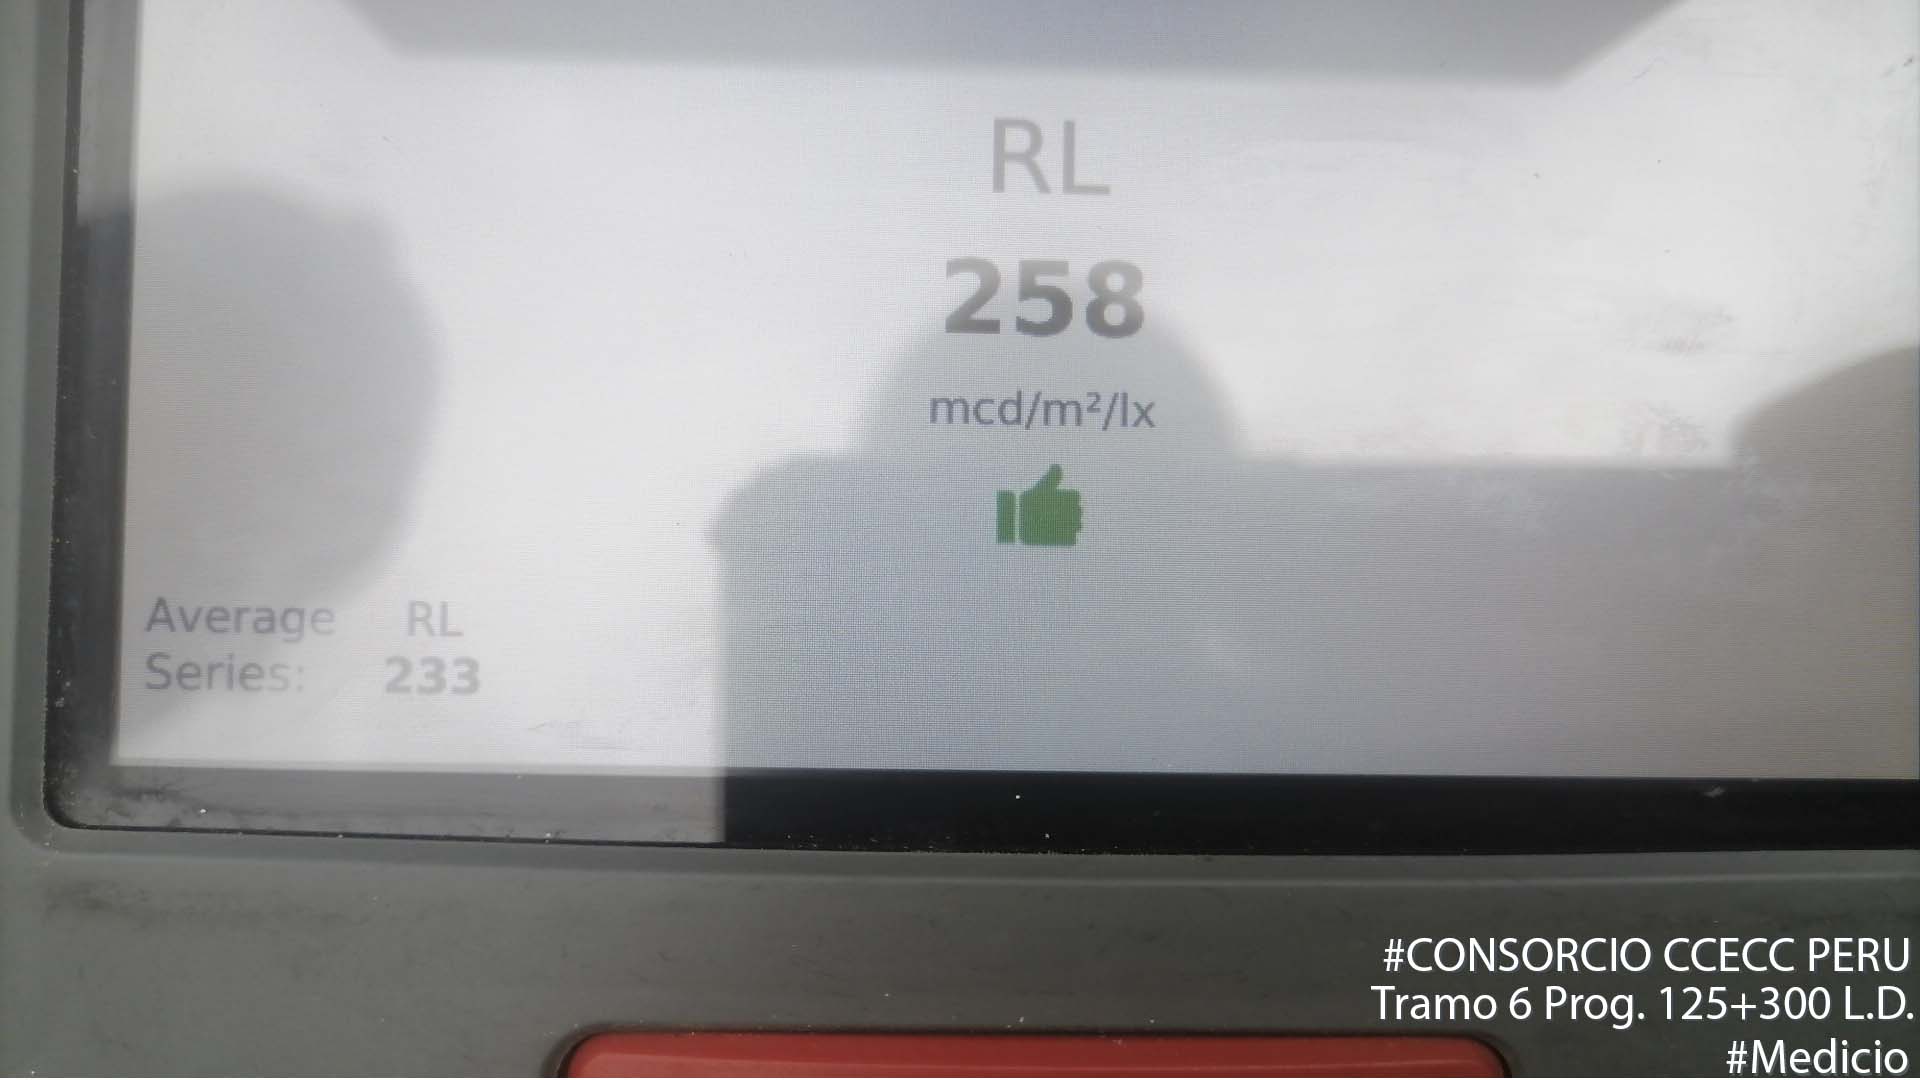 RL
258
mcd/m²/lx
Average RL
Series: 233
#CONSORCIO CCECC PERU
Tramo 6 Prog. 125+300 L.D.
#Medicio